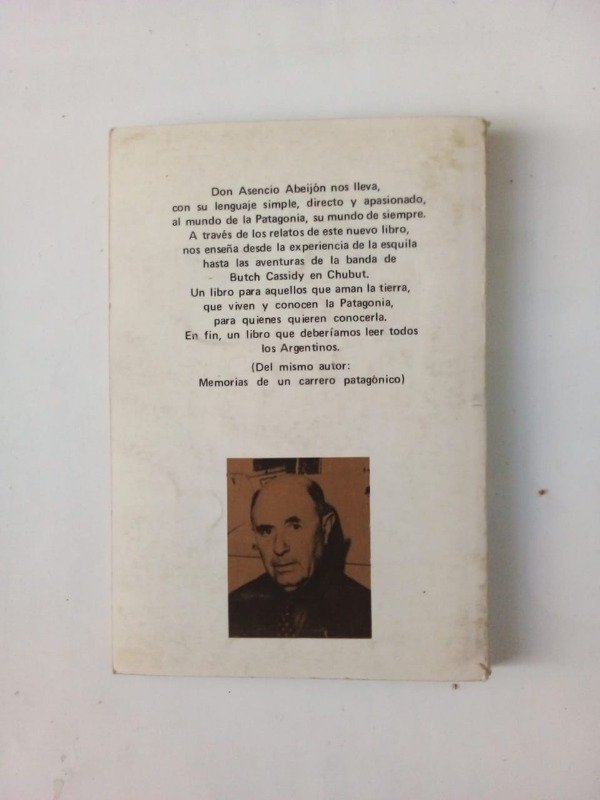 Don Asencio Abeijón nos lleva,
con su lenguaje simple, directo y apasionado,
al mundo de la Patagonia, su mundo de siempre.
A través de los relatos de este nuevo libro,
nos enseña desde la experiencia de la esquila
hasta las aventuras de la banda de
Butch Cassidy en Chubut.
Un libro para aquellos que aman la tierra,
que viven y conocen la Patagonia,
para quienes quieren conocerla.
En fin, un libro que deberíamos leer todos
los Argentinos.
(Del mismo autor:
Memorias de un carrero patagónico)